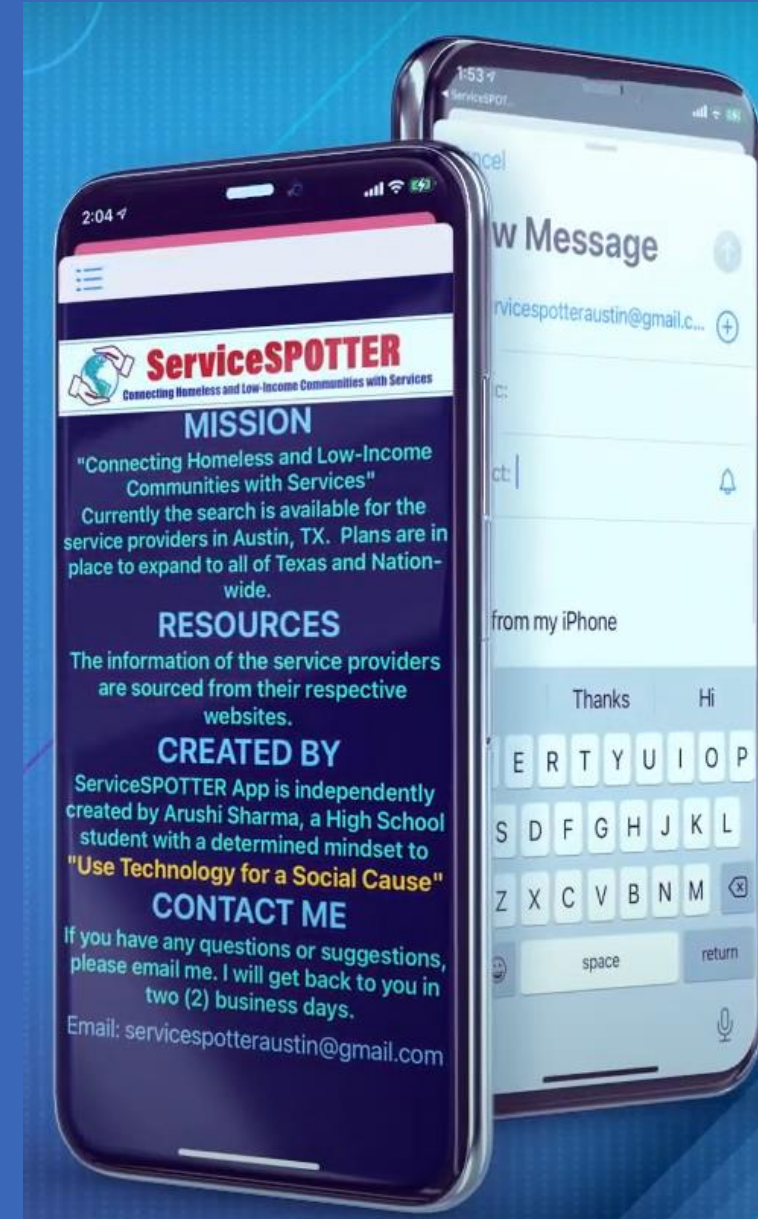 2:04
ServiceSPOTTER
Connecting Homeless and Low-Income Communities with Services
MISSION
"Connecting Homeless and Low-Income
Communities with Services"
Currently the search is available for the
service providers in Austin, TX. Plans are in
place to expand to all of Texas and Nation-
wide.
RESOURCES
The information of the service providers
are sourced from their respective
websites.
CREATED BY
ServiceSPOTTER App is independently
created by Arushi Sharma, a High School
student with a determined mindset to
"Use Technology for a Social Cause"
CONTACT ME
If you have any questions or suggestions,
please email me. I will get back to you in
two (2) business days.
Email: servicespotteraustin@gmail.com
1:53
ServiceSPOT...
ncel
w Message
rvicespotteraustin@gmail.c...
c:
ct:
from my iPhone
Thanks Hi
E R T Y U I O P
S D F G H J K L
Z X C V B N M
space return